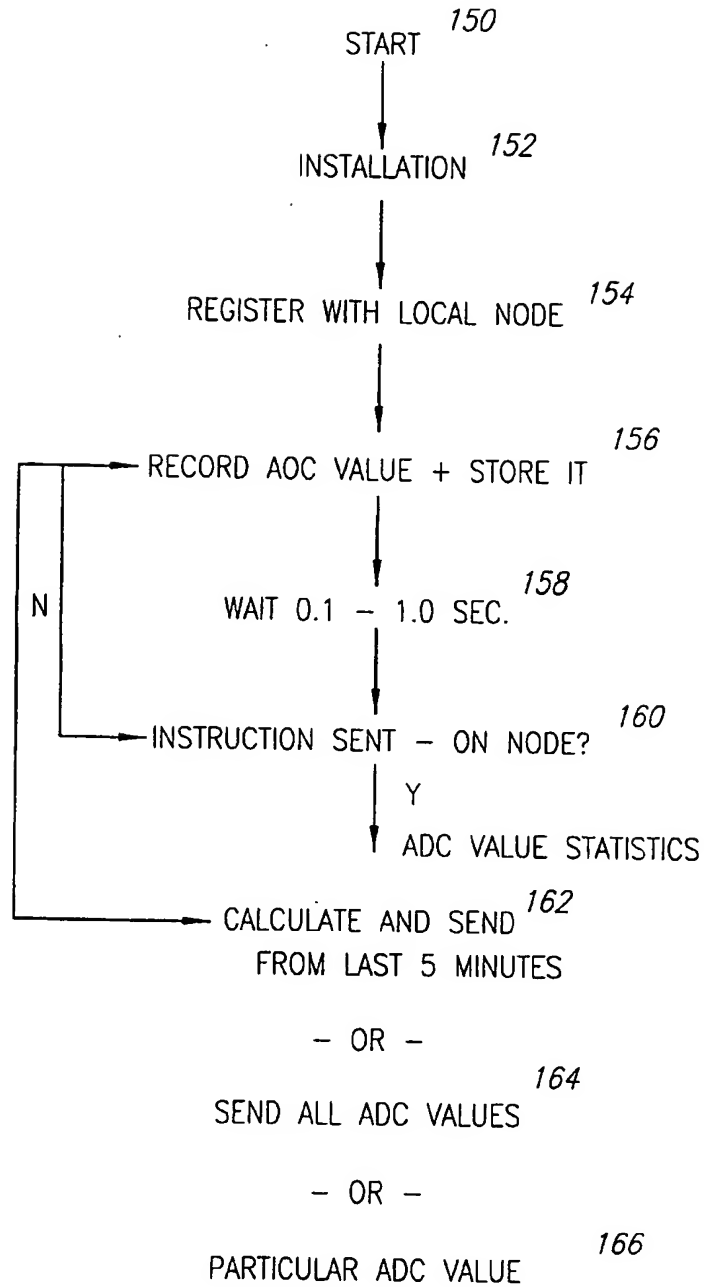 START 150
INSTALLATION 152
REGISTER WITH LOCAL NODE 154
RECORD AOC VALUE + STORE IT 156
N
WAIT 0.1 - 1.0 SEC. 158
INSTRUCTION SENT - ON NODE? 160
Y
ADC VALUE STATISTICS
CALCULATE AND SEND 162
FROM LAST 5 MINUTES
- OR -
SEND ALL ADC VALUES 164
- OR -
PARTICULAR ADC VALUE 166